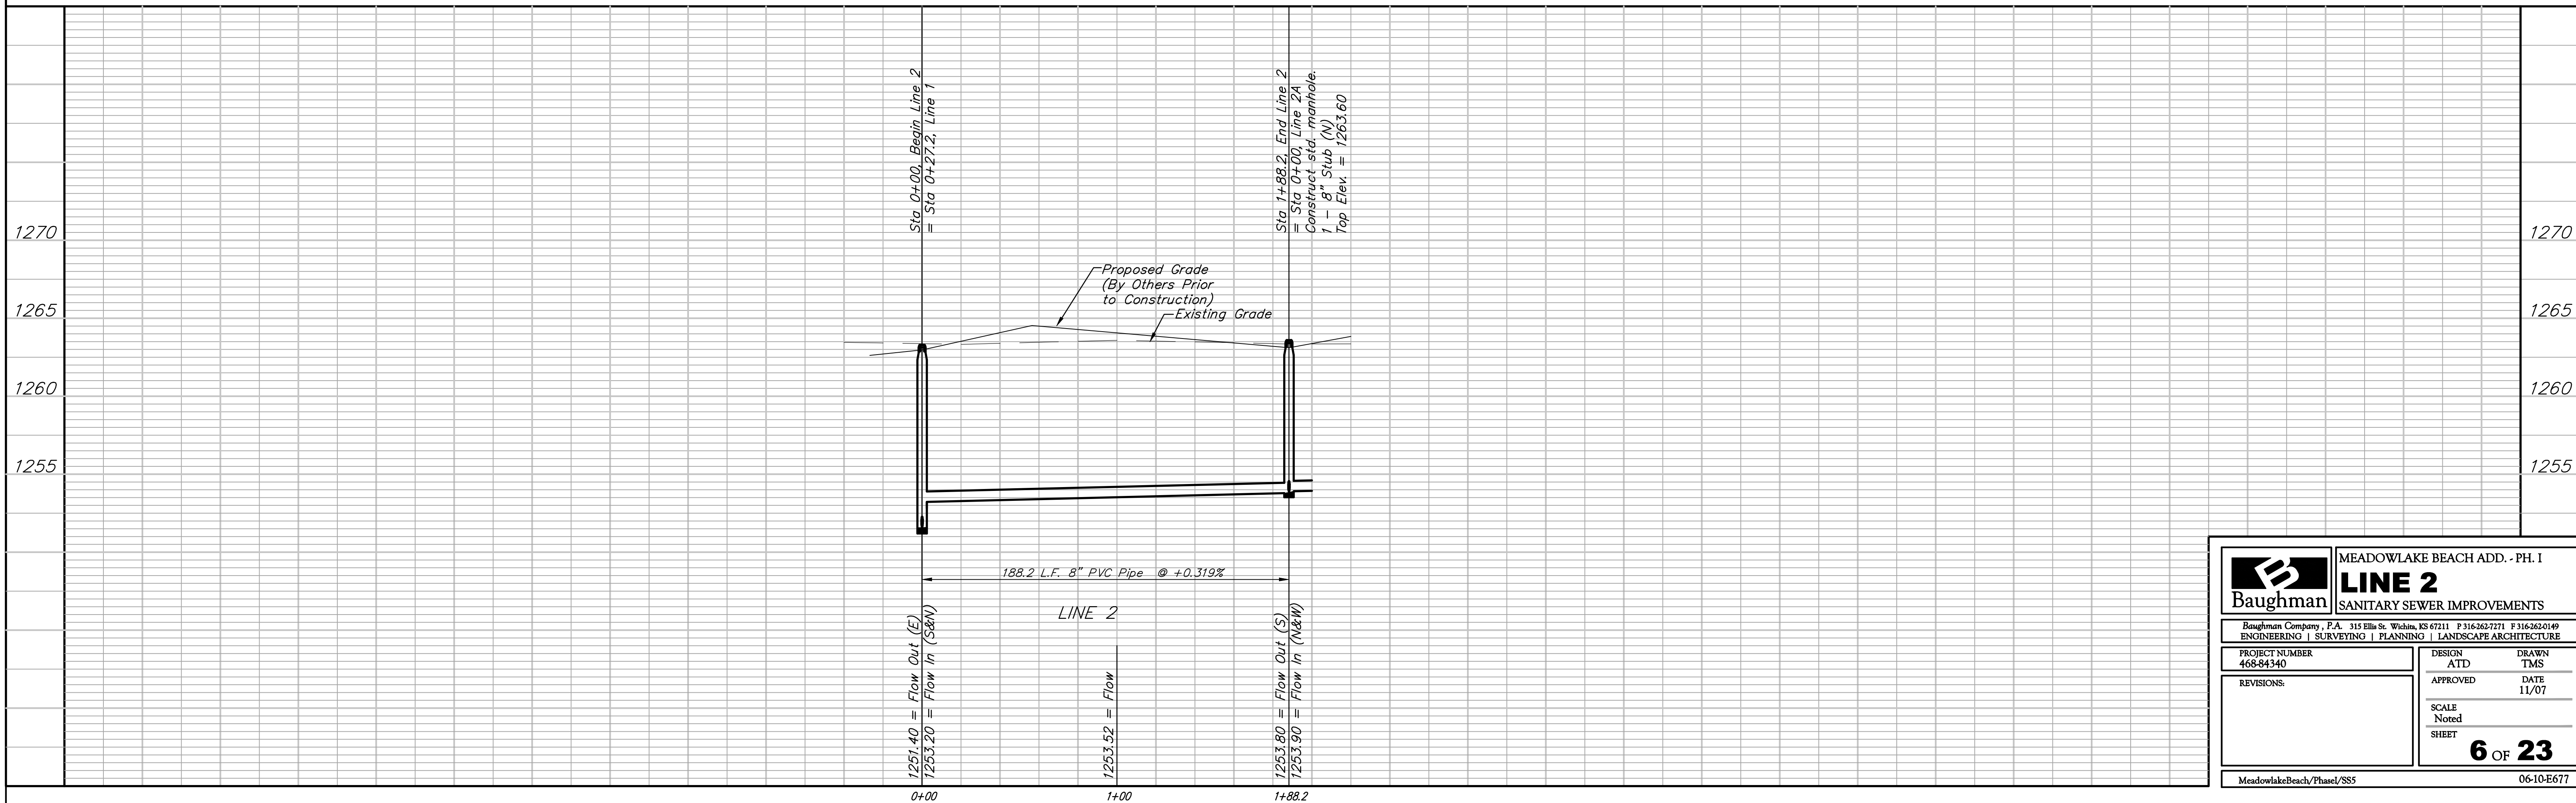 Sta 0+00, Begin Line 2
= Sta 0+27.2, Line 1
Sta 1+88.2, End Line 2
= Sta 0+00, Line 2A
Construct std. manhole.
1 - 8" Stub (N)
Top Elev. = 1263.60
1270
1270
Proposed Grade
(By Others Prior
to Construction)
Existing Grade
1265
1265
1260
1260
1255
1255
188.2 L.F. 8" PVC Pipe @ +0.319%
LINE 2
1251.40 = Flow Out (E)
1253.20 = Flow In (S&N)
1253.52 = Flow
1253.80 = Flow Out (S)
1253.90 = Flow In (N&W)
0+00
1+00
1+88.2
B
Baughman
MEADOWLAKE BEACH ADD. - PH. I
LINE 2
SANITARY SEWER IMPROVEMENTS
Baughman Company, P.A. 315 Ellis St. Wichita, KS 67211 P 316-262-7271 F 316-262-0149
ENGINEERING | SURVEYING | PLANNING | LANDSCAPE ARCHITECTURE
PROJECT NUMBER
468-84340
REVISIONS:
DESIGN
ATD
DRAWN
TMS
APPROVED
DATE
11/07
SCALE
Noted
SHEET
6 OF 23
MeadowlakeBeach/PhaseI/SS5
06-10-E677